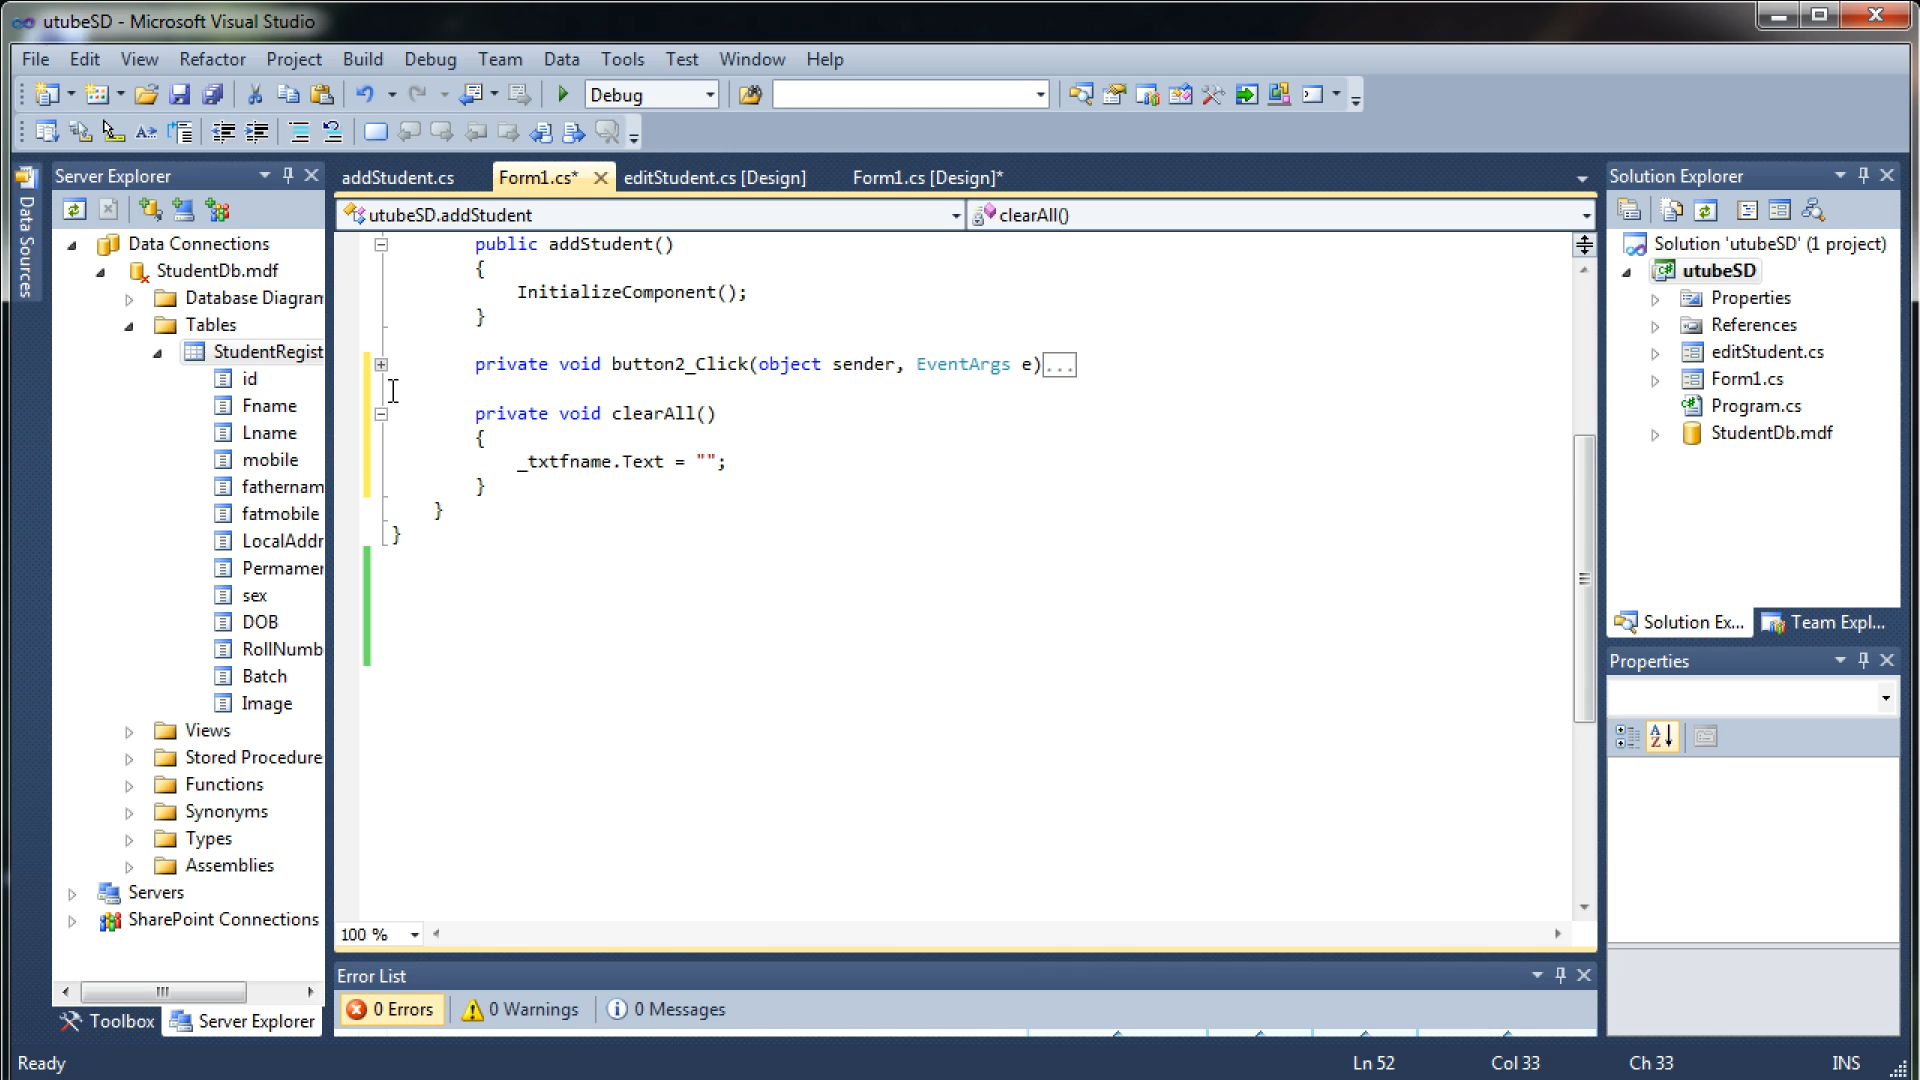 utubeSD - Microsoft Visual Studio
File Edit View Refactor Project Build Debug Team Data Tools Test Window Help
Debug
Data Sources
Server Explorer
Data Connections
StudentDb.mdf
Database Diagram
Tables
StudentRegist
id
Fname
Lname
mobile
fathernam
fatmobile
LocalAddr
Permamer
sex
DOB
RollNumb
Batch
Image
Views
Stored Procedure
Functions
Synonyms
Types
Assemblies
Servers
SharePoint Connections
Toolbox Server Explorer
addStudent.cs Form1.cs* editStudent.cs [Design] Form1.cs [Design]*
utubeSD.addStudent clearAll()
public addStudent()
{
InitializeComponent();
}
private void button2_Click(object sender, EventArgs e)...
private void clearAll()
{
_txtfname.Text = "";
}
}
}
100 %
Error List
0 Errors 0 Warnings 0 Messages
Solution Explorer
Solution 'utubeSD' (1 project)
utubeSD
Properties
References
editStudent.cs
Form1.cs
Program.cs
StudentDb.mdf
Solution Ex... Team Expl...
Properties
Ready Ln 52 Col 33 Ch 33 INS